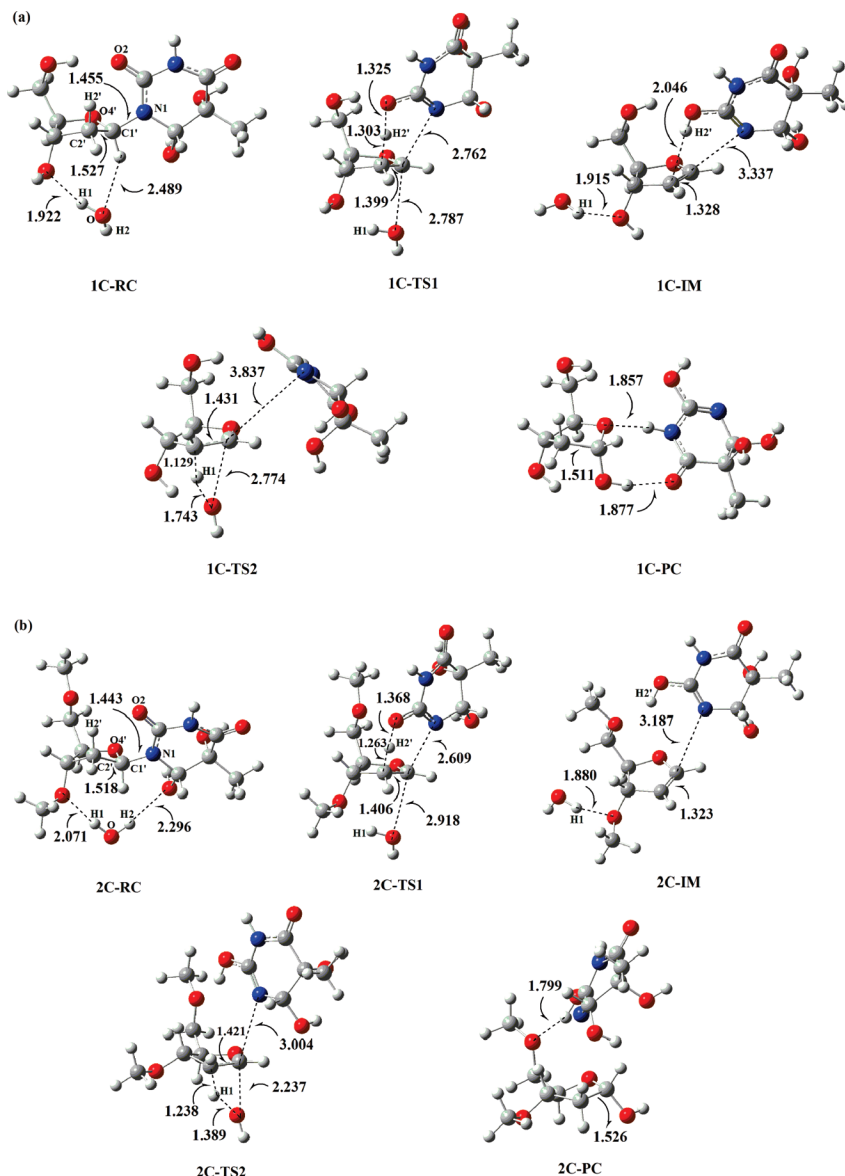 (a)
O2
1.455
H2'
O4'
N1
C2'
C1'
1.527
2.489
H1
1.922
O
H2
1C-RC
1.325
1.303
H2'
2.762
1.399
2.787
H1
1C-TS1
2.046
H2'
3.337
1.915
H1
1.328
1C-IM
3.837
1.431
1.129
H1
2.774
1.743
1C-TS2
1.857
1.511
1.877
1C-PC
(b)
O2
1.443
H2'
O4'
N1
C2'
C1'
1.518
H1
H2
O
2.071
2.296
2C-RC
1.368
1.263
H2'
2.609
1.406
2.918
H1
2C-TS1
H2'
3.187
1.880
H1
1.323
2C-IM
1.421
3.004
H1
2.237
1.238
1.389
2C-TS2
1.799
1.526
2C-PC